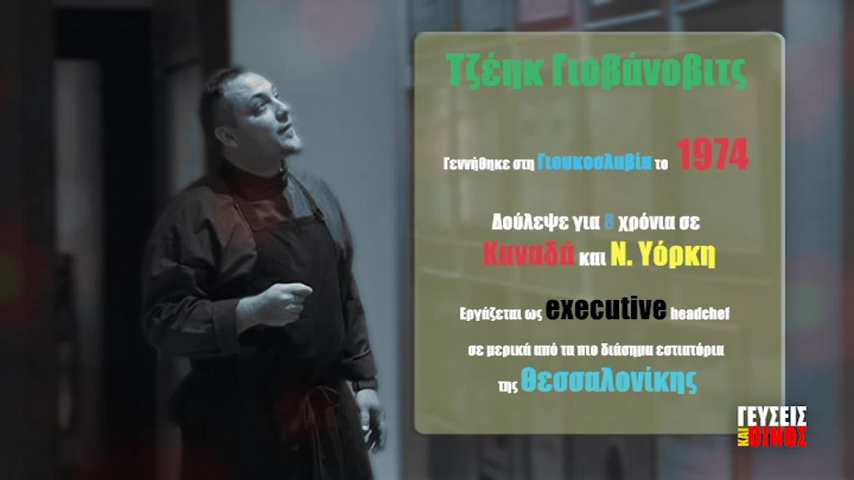 Τζέηκ Γιοβάνοβιτς
Γεννήθηκε στη Γιουκοσλαβία το 1974
Δούλεψε για 8 χρόνια σε
Καναδά και Ν. Υόρκη
Εργάζεται ως executive headchef
σε μερικά από τα πιο διάσημα εστιατόρια
της Θεσσαλονίκης
ΓΕΥΣΕΙΣ
ΚΑΙ ΟΙΝΟΣ